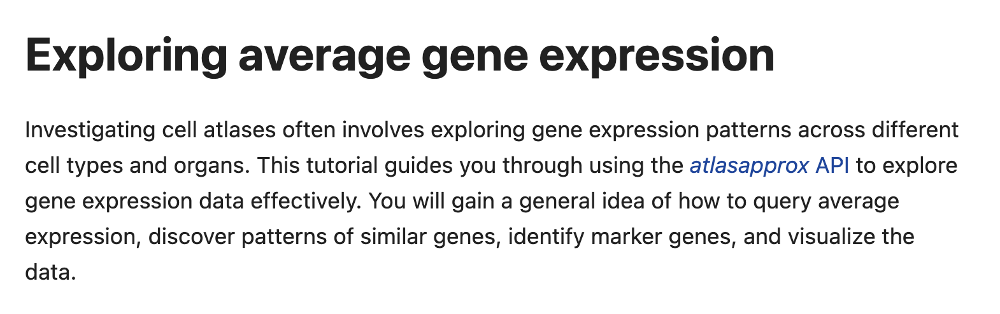 Exploring average gene expression
Investigating cell atlases often involves exploring gene expression patterns across different
cell types and organs. This tutorial guides you through using the atlasapprox API to explore
gene expression data effectively. You will gain a general idea of how to query average
expression, discover patterns of similar genes, identify marker genes, and visualize the
data.